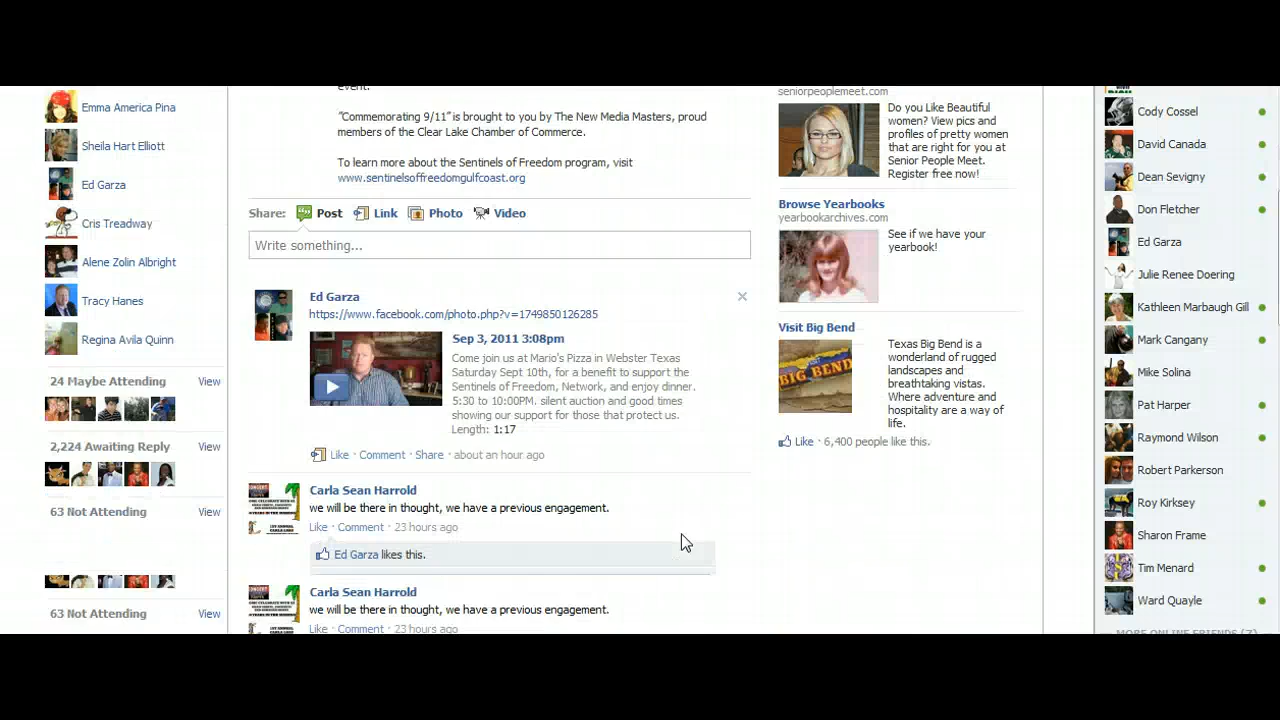 Emma America Pina
Sheila Hart Elliott
Ed Garza
Cris Treadway
Alene Zolin Albright
Tracy Hanes
Regina Avila Quinn
24 Maybe Attending View
2,224 Awaiting Reply View
63 Not Attending View
63 Not Attending View
event.
"Commemorating 9/11" is brought to you by The New Media Masters, proud
members of the Clear Lake Chamber of Commerce.
To learn more about the Sentinels of Freedom program, visit
www.sentinelsoffreedomgulfcoast.org
Share: Post Link Photo Video
Write something...
Ed Garza
https://www.facebook.com/photo.php?v=1749850126285
Sep 3, 2011 3:08pm
Come join us at Mario's Pizza in Webster Texas
Saturday Sept 10th, for a benefit to support the
Sentinels of Freedom, Network, and enjoy dinner.
5:30 to 10:00PM. silent auction and good times
showing our support for those that protect us.
Length: 1:17
Like · Comment · Share · about an hour ago
Carla Sean Harrold
we will be there in thought, we have a previous engagement.
Like · Comment · 23 hours ago
Ed Garza likes this.
Carla Sean Harrold
we will be there in thought, we have a previous engagement.
Like · Comment · 23 hours ago
seniorpeoplemeet.com
Do you Like Beautiful
women? View pics and
profiles of pretty women
that are right for you at
Senior People Meet.
Register free now!
Browse Yearbooks
yearbookarchives.com
See if we have your
yearbook!
Visit Big Bend
BIG BEND
Texas Big Bend is a
wonderland of rugged
landscapes and
breathtaking vistas.
Where adventure and
hospitality are a way of
life.
Like · 6,400 people like this.
Cody Cossel
David Canada
Dean Sevigny
Don Fletcher
Ed Garza
Julie Renee Doering
Kathleen Marbaugh Gill
Mark Cangany
Mike Solina
Pat Harper
Raymond Wilson
Robert Parkerson
Roy Kirksey
Sharon Frame
Tim Menard
Ward Quayle
MORE ONLINE FRIENDS (7)